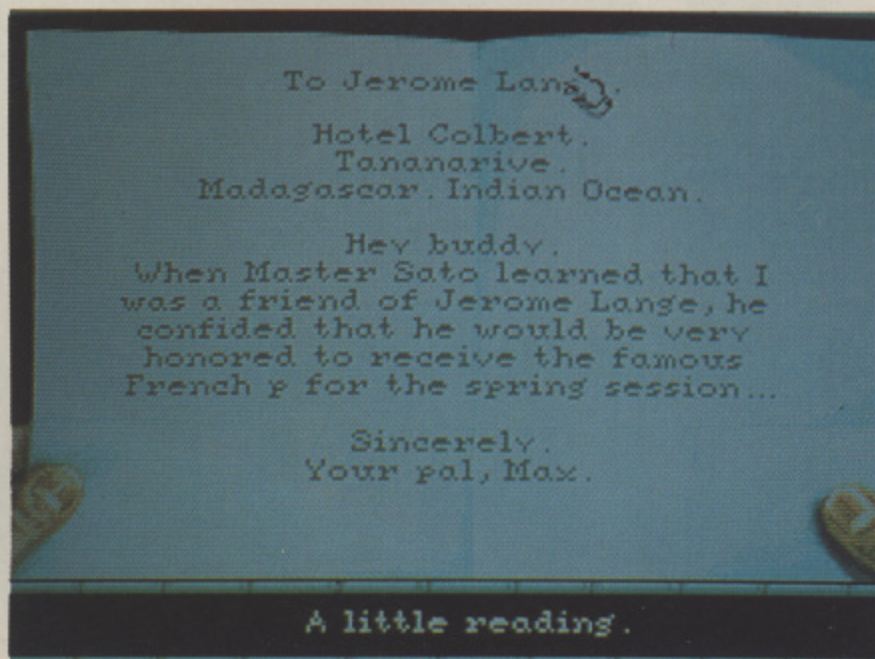 To Jerome Lan
Hotel Colbert.
Tananarive.
Madagascar. Indian Ocean.
Hey buddy.
When Master Sato learned that I
was a friend of Jerome Lange, he
confided that he would be very
honored to receive the famous
French p for the spring session...
Sincerely.
Your pal, Max.
A little reading.